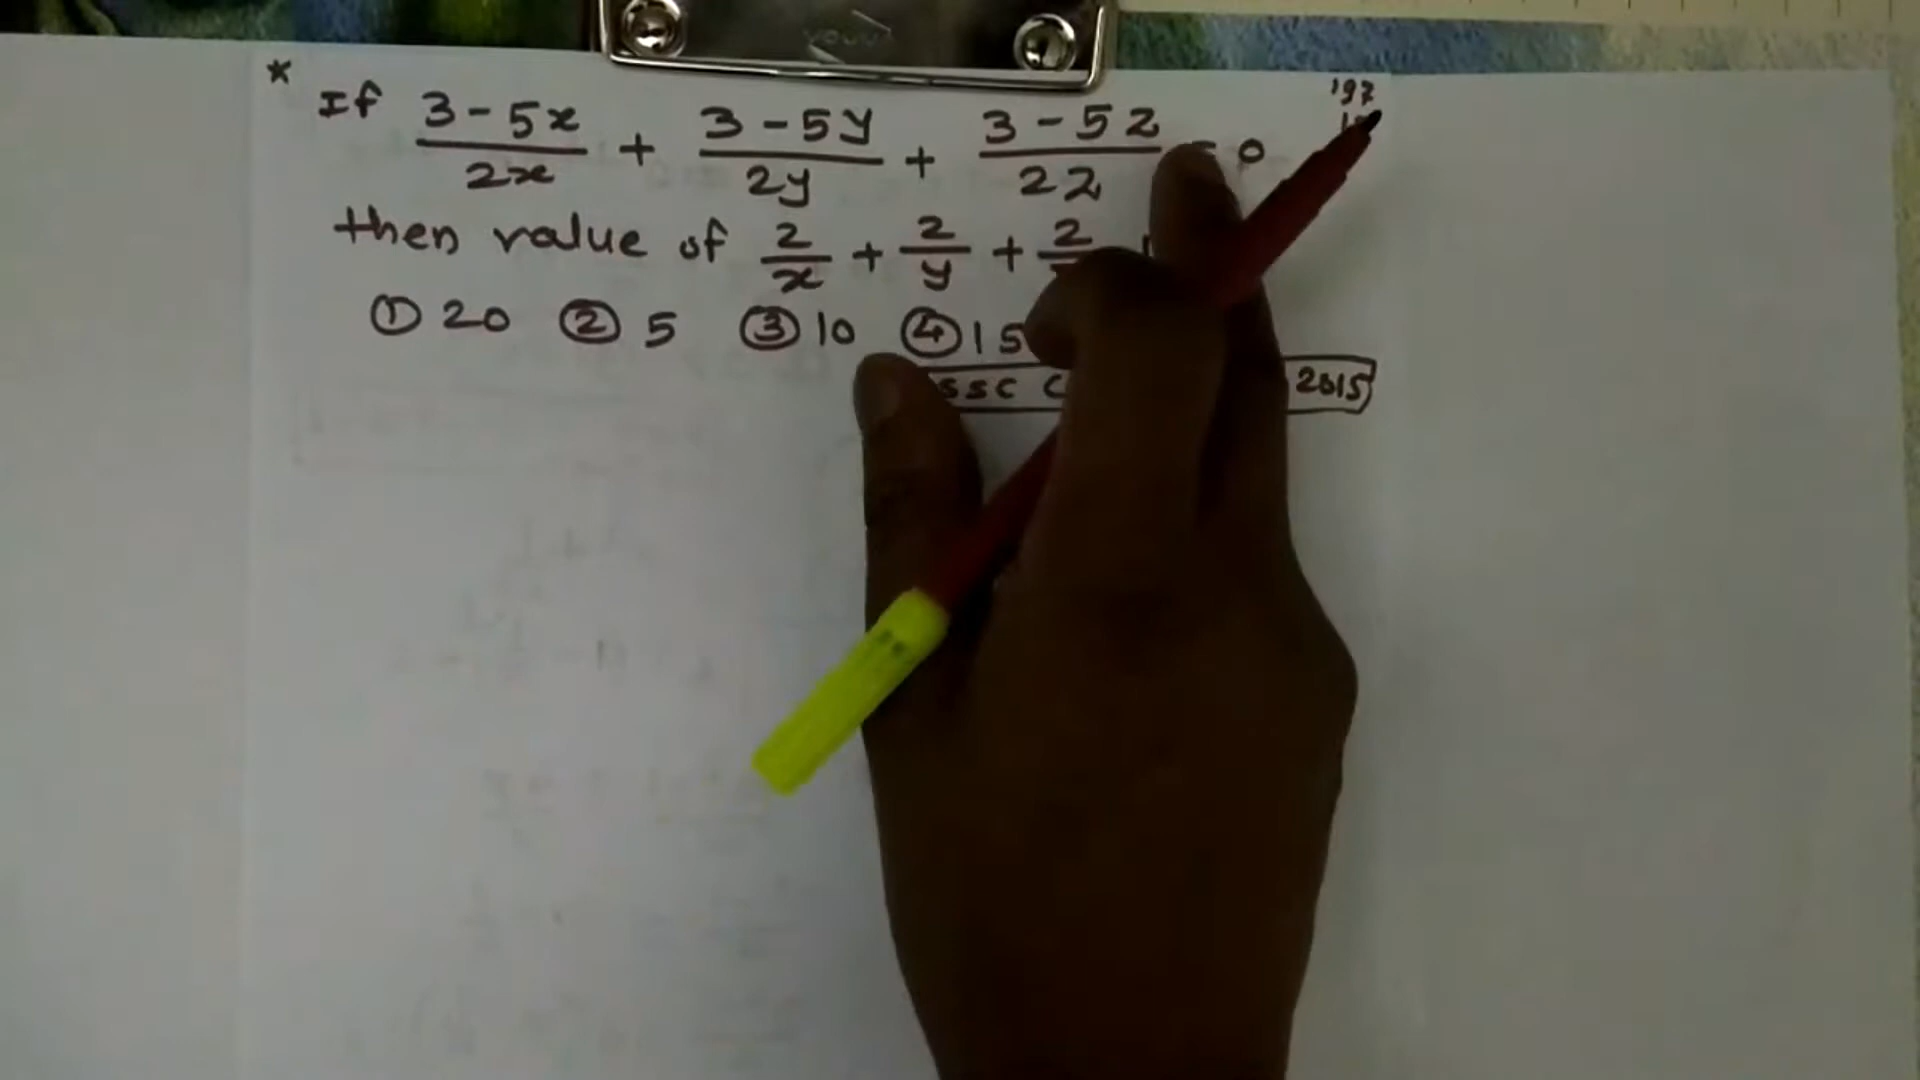 '97
* If (3-5x)/2x + (3-5y)/2y + (3-5z)/2z = 0
then value of 2/x + 2/y + 2/
① 20 ② 5 ③ 10 ④ 15
SSC C 2015